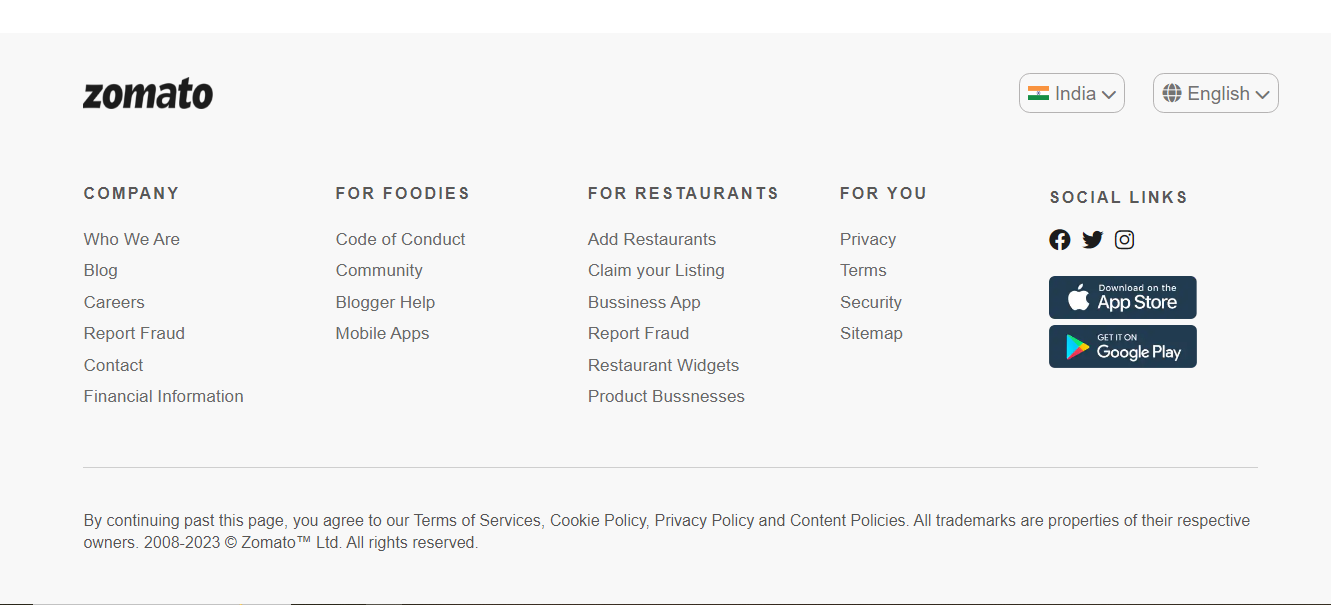 zomato
India
English
COMPANY
Who We Are
Blog
Careers
Report Fraud
Contact
Financial Information
FOR FOODIES
Code of Conduct
Community
Blogger Help
Mobile Apps
FOR RESTAURANTS
Add Restaurants
Claim your Listing
Bussiness App
Report Fraud
Restaurant Widgets
Product Bussnesses
FOR YOU
Privacy
Terms
Security
Sitemap
SOCIAL LINKS
Download on the
App Store
GET IT ON
Google Play
By continuing past this page, you agree to our Terms of Services, Cookie Policy, Privacy Policy and Content Policies. All trademarks are properties of their respective
owners. 2008-2023 © Zomato™ Ltd. All rights reserved.